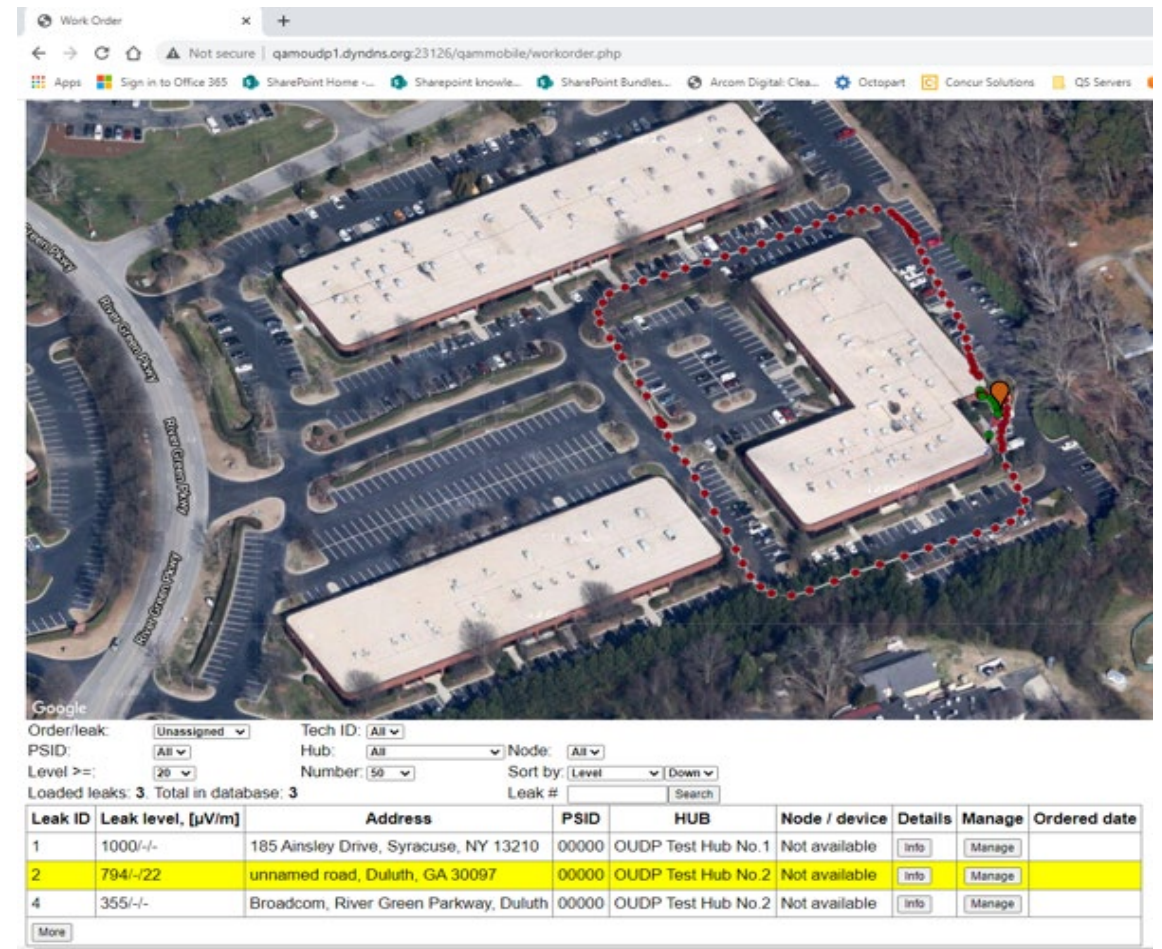 Work Order
Not secure | qamoudp1.dyndns.org:23126/qammobile/workorder.php
Apps Sign in to Office 365 SharePoint Home -... Sharepoint knowle... SharePoint Bundles... Arcom Digital: Clea... Octopart Concur Solutions QS Servers
Green Pkwy
River Green Pkwy
River Green Pkwy
River Green Pkwy
Google
Order/leak: Unassigned Tech ID: All
PSID: All Hub: All Node: All
Level >=: 20 Number: 50 Sort by: Level Down
Loaded leaks: 3. Total in database: 3 Leak # Search
Leak ID Leak level, [µV/m] Address PSID HUB Node / device Details Manage Ordered date
1 1000/-/- 185 Ainsley Drive, Syracuse, NY 13210 00000 OUDP Test Hub No.1 Not available Info Manage
2 794/-/22 unnamed road, Duluth, GA 30097 00000 OUDP Test Hub No.2 Not available Info Manage
4 355/-/- Broadcom, River Green Parkway, Duluth 00000 OUDP Test Hub No.2 Not available Info Manage
More